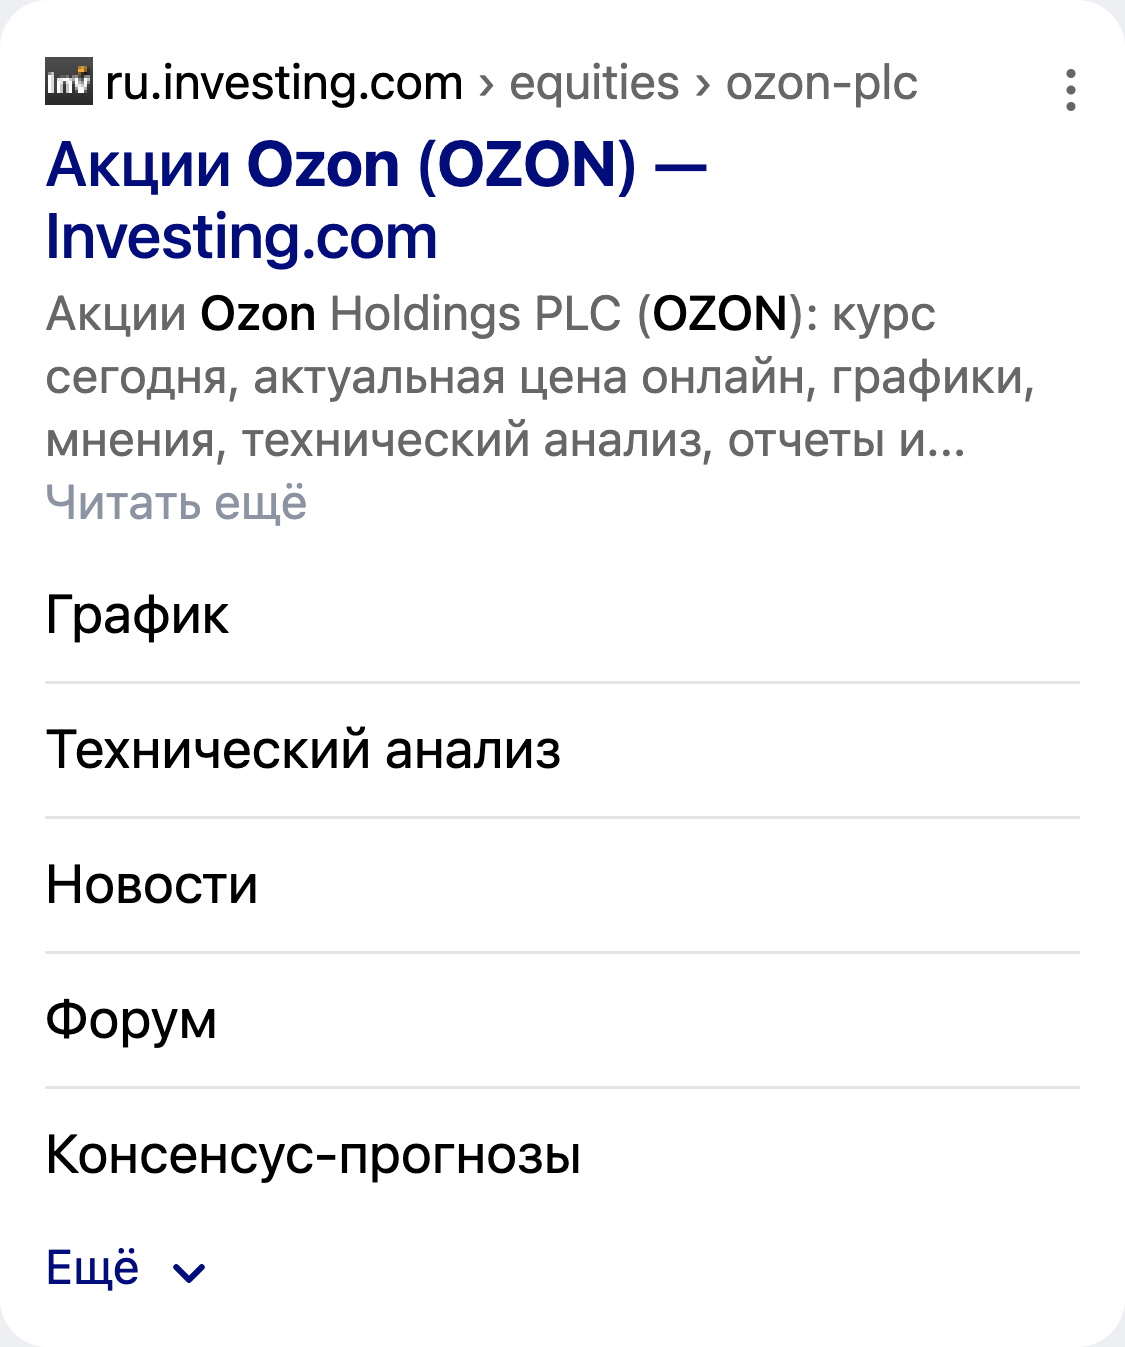 Inv ru.investing.com › equities › ozon-plc
Акции Ozon (OZON) —
Investing.com
Акции Ozon Holdings PLC (OZON): курс
сегодня, актуальная цена онлайн, графики,
мнения, технический анализ, отчеты и...
Читать ещё
График
Технический анализ
Новости
Форум
Консенсус-прогнозы
Ещё